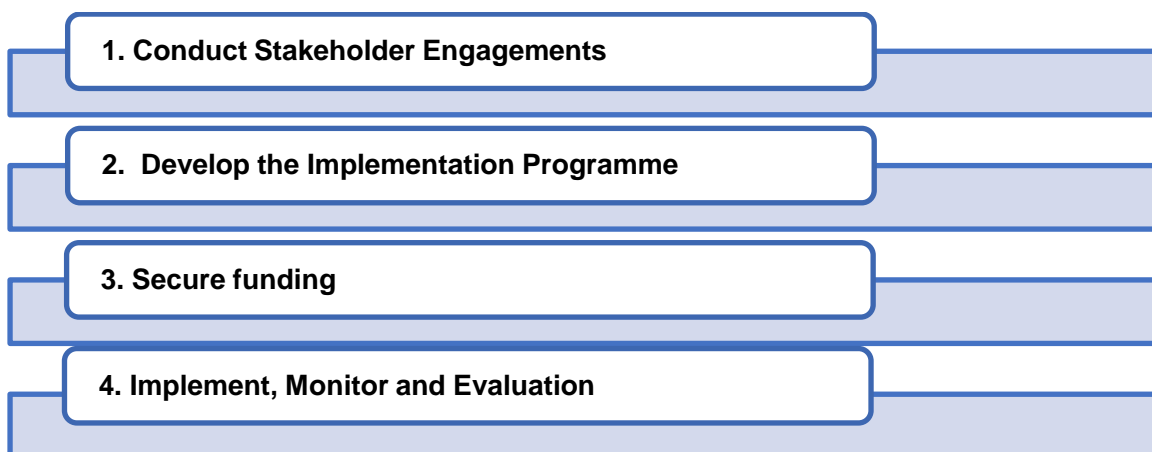 1. Conduct Stakeholder Engagements
2. Develop the Implementation Programme
3. Secure funding
4. Implement, Monitor and Evaluation